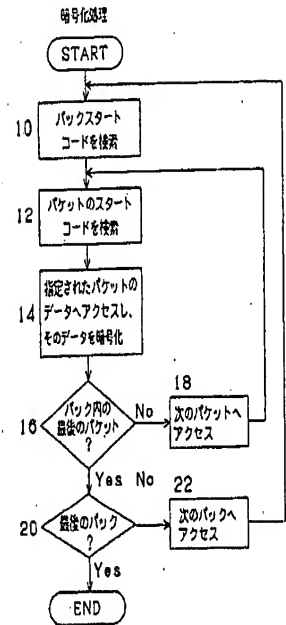 暗号化処理
START
10
パックスタート
コードを検索
12
パケットのスタート
コードを検索
14
指定されたパケットの
データへアクセスし、
そのデータを暗号化
16
パック内の
最後のパケット
?
No
18
次のパケットへ
アクセス
Yes No
20
最後のパック
?
22
次のパックへ
アクセス
Yes
END